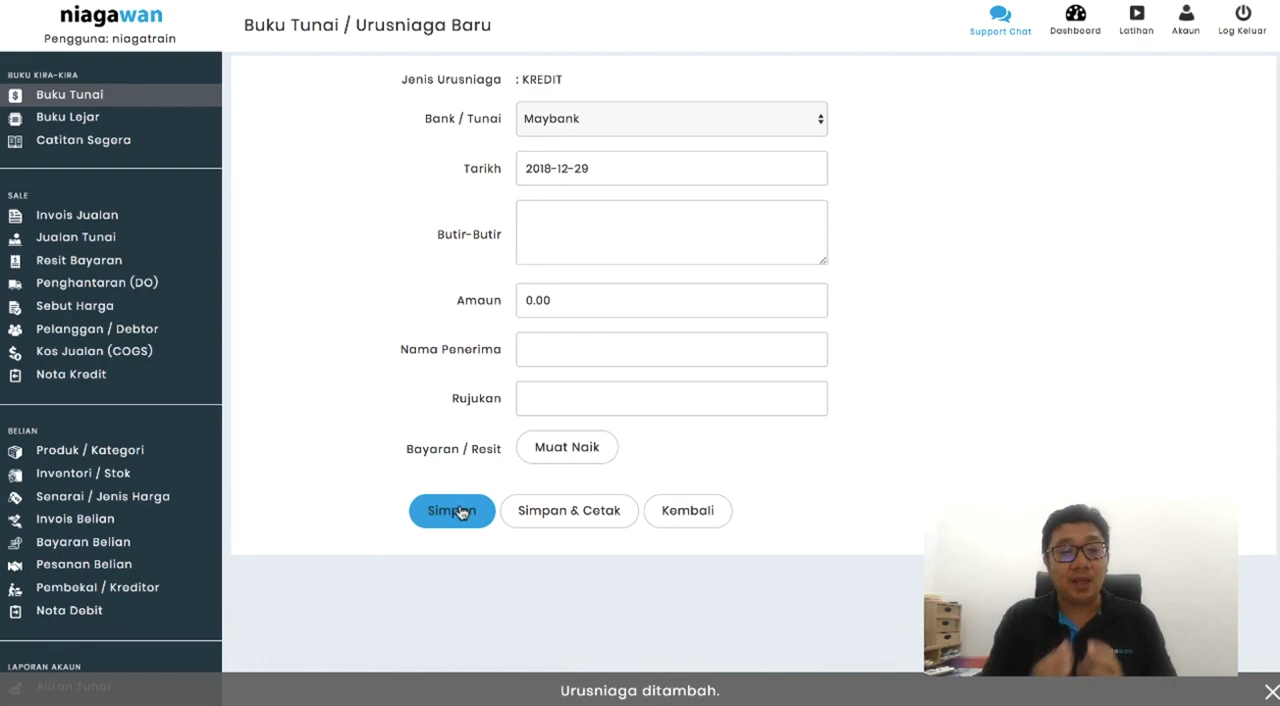 niagawan
Pengguna: niagatrain
Buku Tunai / Urusniaga Baru
Support Chat
Dashboard
Latihan
Akaun
Log Keluar
BUKU KIRA-KIRA
Buku Tunai
Buku Lejar
Catitan Segera
SALE
Invois Jualan
Jualan Tunai
Resit Bayaran
Penghantaran (DO)
Sebut Harga
Pelanggan / Debtor
Kos Jualan (COGS)
Nota Kredit
BELIAN
Produk / Kategori
Inventori / Stok
Senarai / Jenis Harga
Invois Belian
Bayaran Belian
Pesanan Belian
Pembekal / Kreditor
Nota Debit
LAPORAN AKAUN
Aliran Tunai
Jenis Urusniaga : KREDIT
Bank / Tunai Maybank
Tarikh 2018-12-29
Butir-Butir
Amaun 0.00
Nama Penerima
Rujukan
Bayaran / Resit Muat Naik
Simpan Simpan & Cetak Kembali
Urusniaga ditambah.